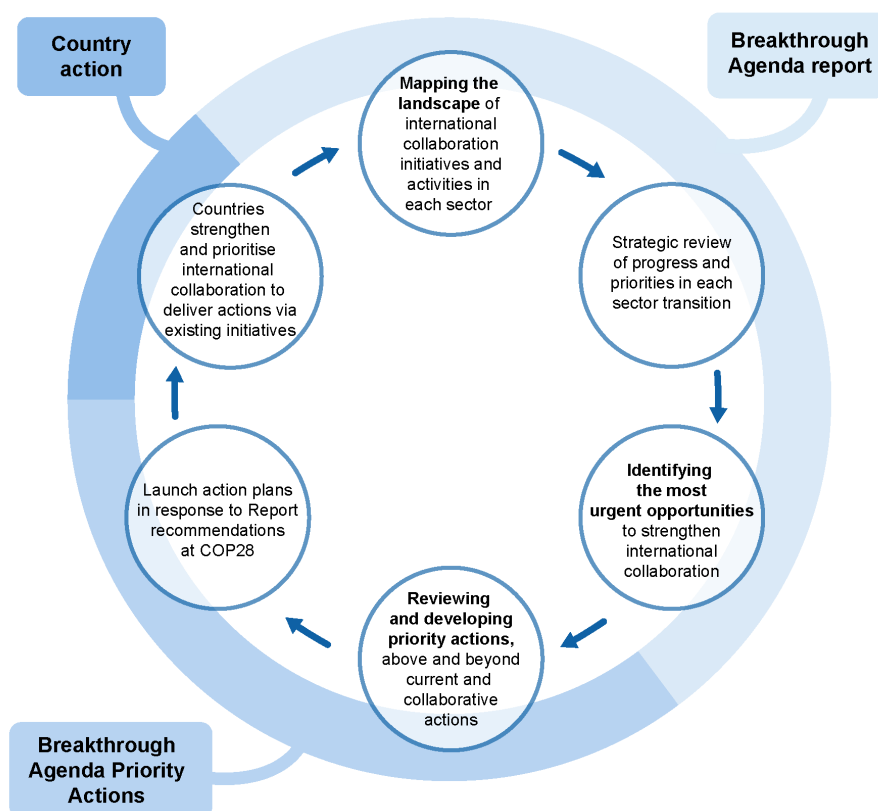 Country
action
Breakthrough
Agenda report
Mapping the
landscape of
international
collaboration
initiatives and
activities in
each sector
Strategic review
of progress and
priorities in each
sector transition
Identifying
the most
urgent opportunities
to strengthen
international
collaboration
Reviewing
and developing
priority actions,
above and beyond
current and
collaborative
actions
Launch action plans
in response to Report
recommendations
at COP28
Countries
strengthen
and prioritise
international
collaboration to
deliver actions via
existing initiatives
Breakthrough
Agenda Priority
Actions